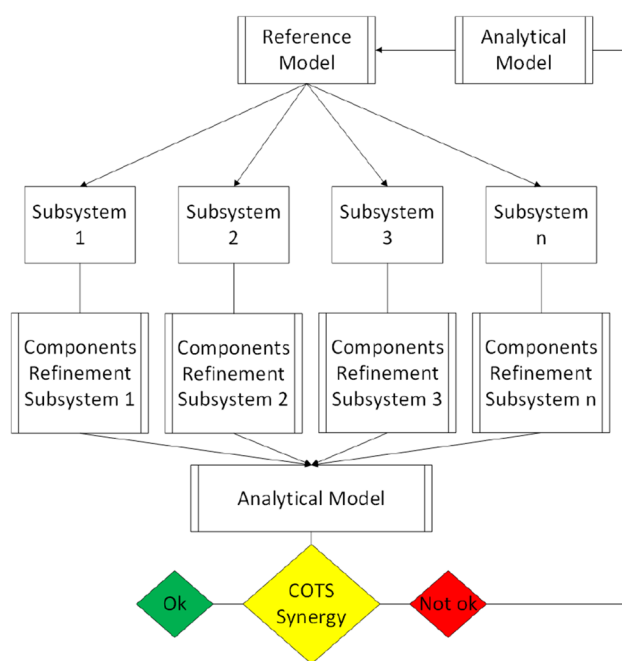 Reference
Model
Analytical
Model
Subsystem
1
Subsystem
2
Subsystem
3
Subsystem
n
Components
Refinement
Subsystem 1
Components
Refinement
Subsystem 2
Components
Refinement
Subsystem 3
Components
Refinement
Subsystem n
Analytical Model
Ok
COTS
Synergy
Not ok